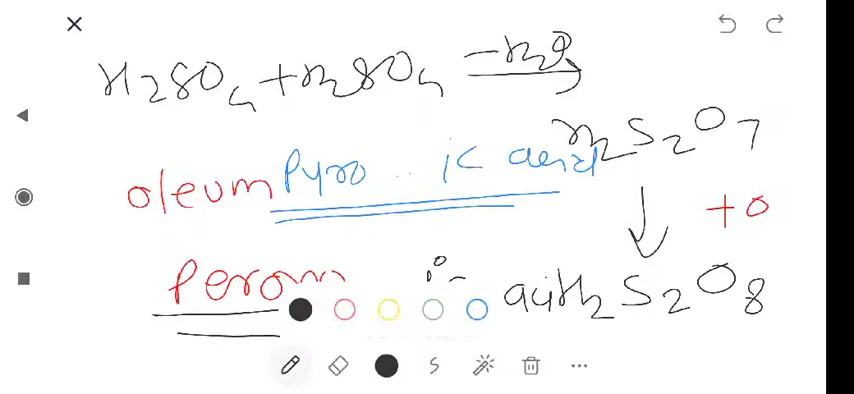 H2SO4 + H2SO4 -H2O
H2S2O7
oleum Pyro .. ic acid
+O
Perox
acid H2S2O8